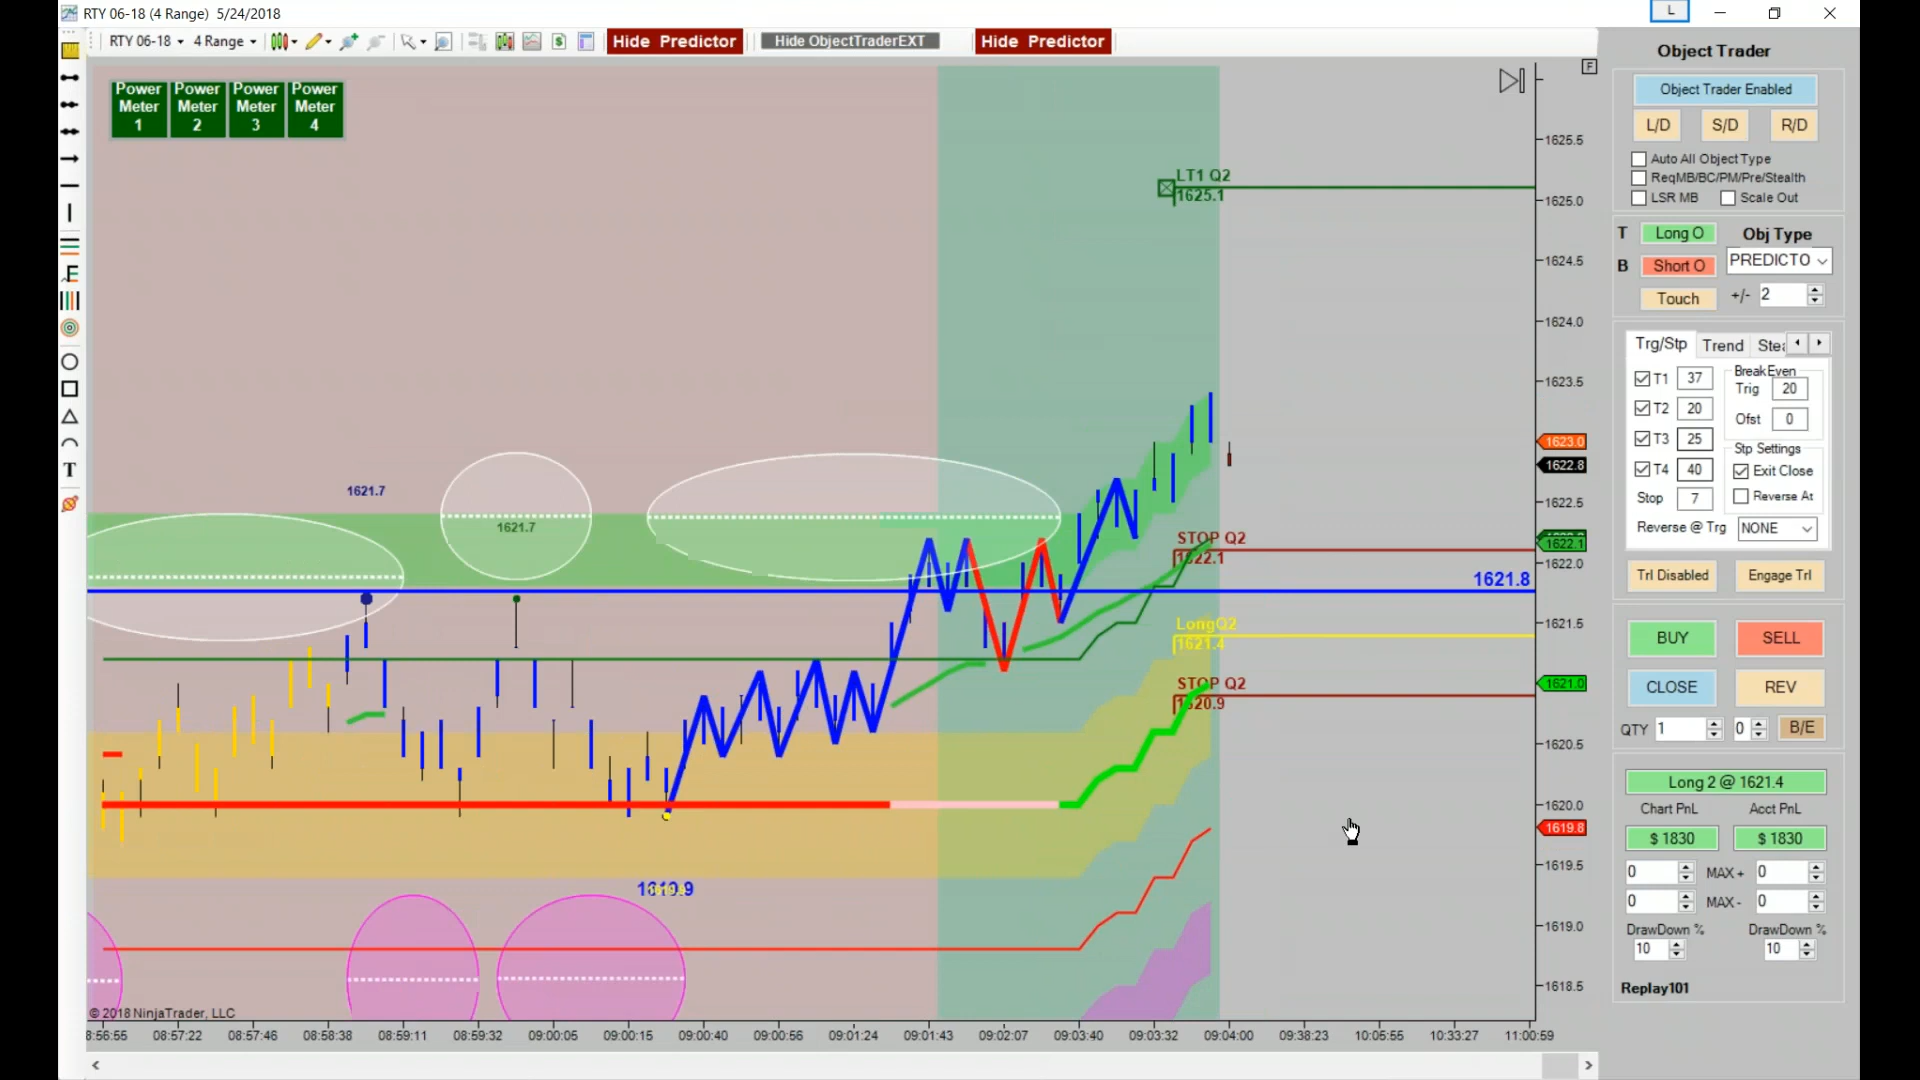 RTY 06-18 (4 Range) 5/24/2018
L
RTY 06-18
4 Range
Hide Predictor
Hide ObjectTraderEXT
Hide Predictor
F
Power Meter 1
Power Meter 2
Power Meter 3
Power Meter 4
1621.7
1621.7
LT1 Q2
1625.1
STOP Q2
1622.1
1621.8
LongQ2
1621.4
STOP Q2
1620.9
1625.5
1625.0
1624.5
1624.0
1623.5
1623.0
1622.8
1622.5
1622.1
1622.0
1621.5
1621.0
1620.5
1620.0
1619.8
1619.5
1619.0
1618.5
© 2018 NinjaTrader, LLC
8:56:55
08:57:22
08:57:46
08:58:38
08:59:11
08:59:32
09:00:05
09:00:15
09:00:40
09:00:56
09:01:24
09:01:43
09:02:07
09:03:40
09:03:32
09:04:00
09:38:23
10:05:55
10:33:27
11:00:59
Object Trader
Object Trader Enabled
L/D
S/D
R/D
Auto All Object Type
ReqMB/BC/PM/Pre/Stealth
LSR MB
Scale Out
T
Long O
Obj Type
B
Short O
PREDICTO
Touch
+/-
2
Trg/Stp
Trend
Stea
T1 37
T2 20
T3 25
T4 40
Stop 7
BreakEven
Trig 20
Ofst 0
Stp Settings
Exit Close
Reverse At
Reverse @ Trg
NONE
Trl Disabled
Engage Trl
BUY
SELL
CLOSE
REV
QTY 1
0
B/E
Long 2 @ 1621.4
Chart PnL
Acct PnL
$ 1830
$ 1830
0
MAX +
0
0
MAX -
0
DrawDown %
DrawDown %
10
10
Replay101